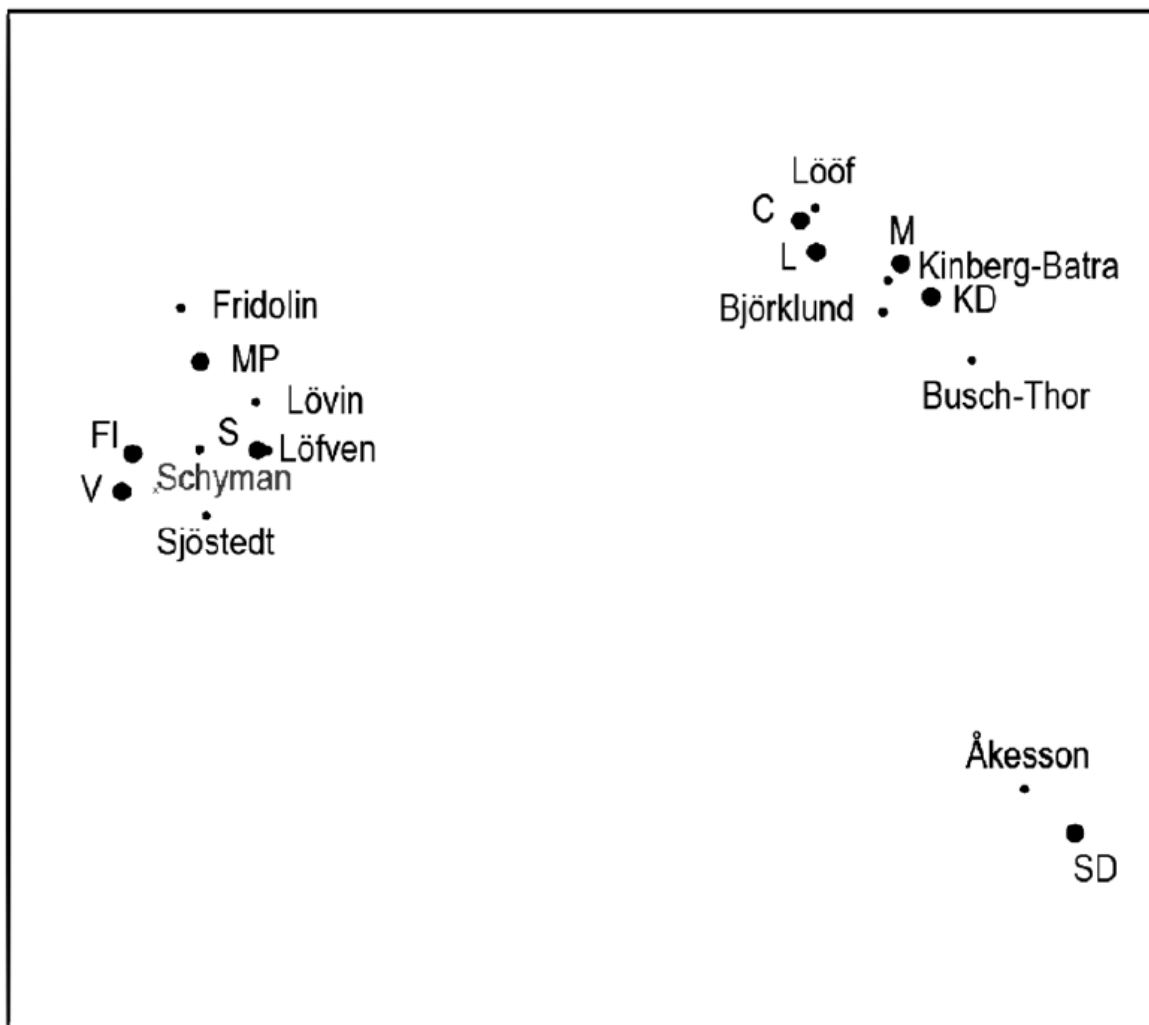 Lööf
C
M
L
Kinberg-Batra
KD
Björklund
Fridolin
MP
Busch-Thor
Lövin
FI
S
Löfven
Schyman
V
Sjöstedt
Åkesson
SD